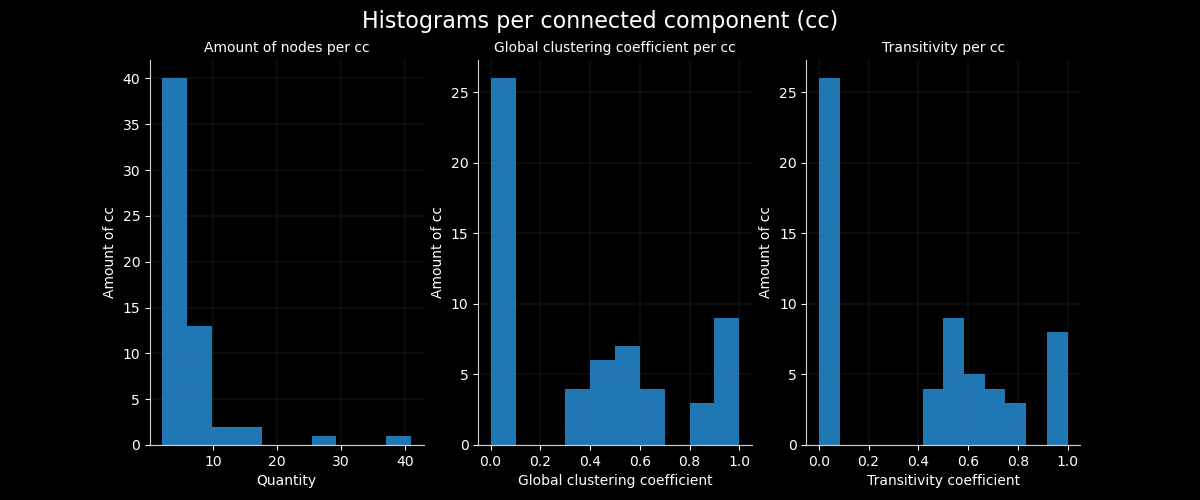 Histograms per connected component (cc)
Amount of nodes per cc
Global clustering coefficient per cc
Transitivity per cc
Amount of cc
40
35
30
25
20
15
10
5
0
10 20 30 40
Quantity
Amount of cc
25
20
15
10
5
0
0.0 0.2 0.4 0.6 0.8 1.0
Global clustering coefficient
Amount of cc
25
20
15
10
5
0
0.0 0.2 0.4 0.6 0.8 1.0
Transitivity coefficient